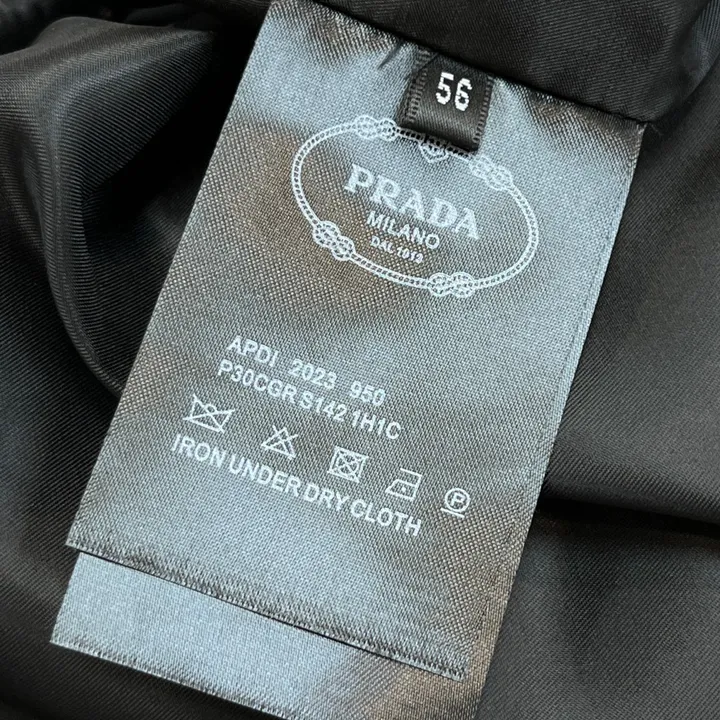 56
PRADA
MILANO
DAL 1913
APDI 2023 950
P30CGR S142 1H1C
P
IRON UNDER DRY CLOTH